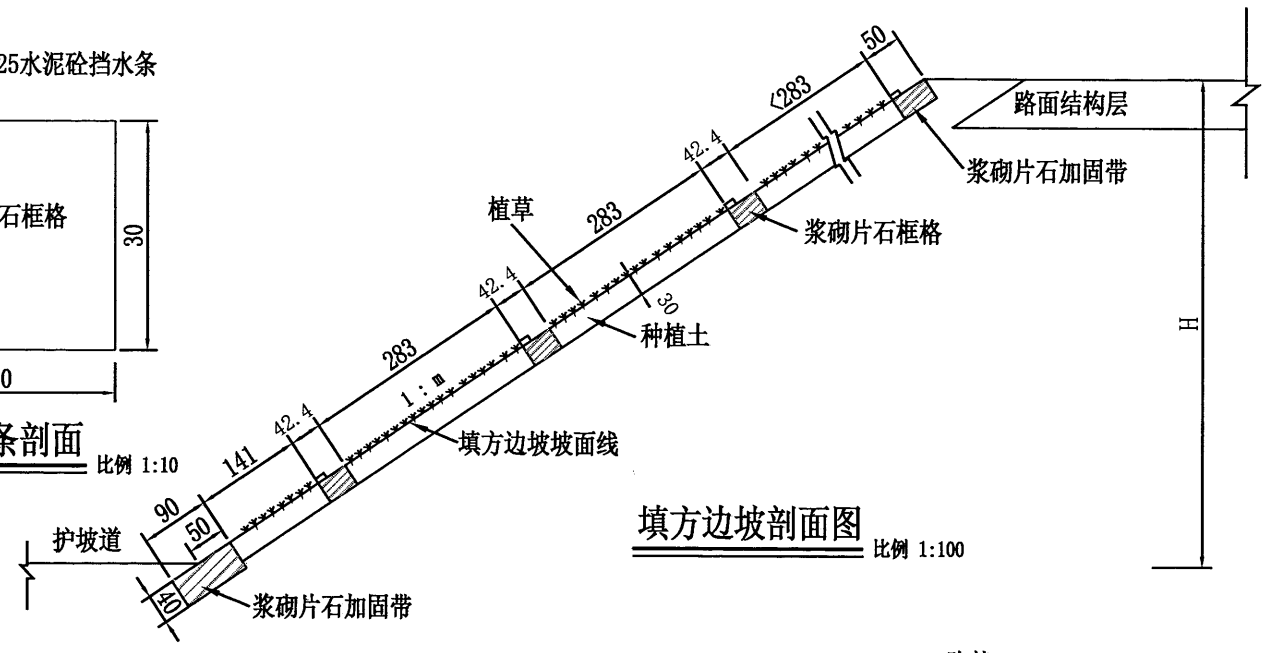 25水泥砼挡水条
石框格
30
0
条剖面
比例 1:10
50
<283
42.4
283
42.4
283
42.4
141
90
50
40
30
1:m
H
路面结构层
浆砌片石加固带
浆砌片石框格
植草
种植土
填方边坡坡面线
护坡道
浆砌片石加固带
填方边坡剖面图
比例 1:100